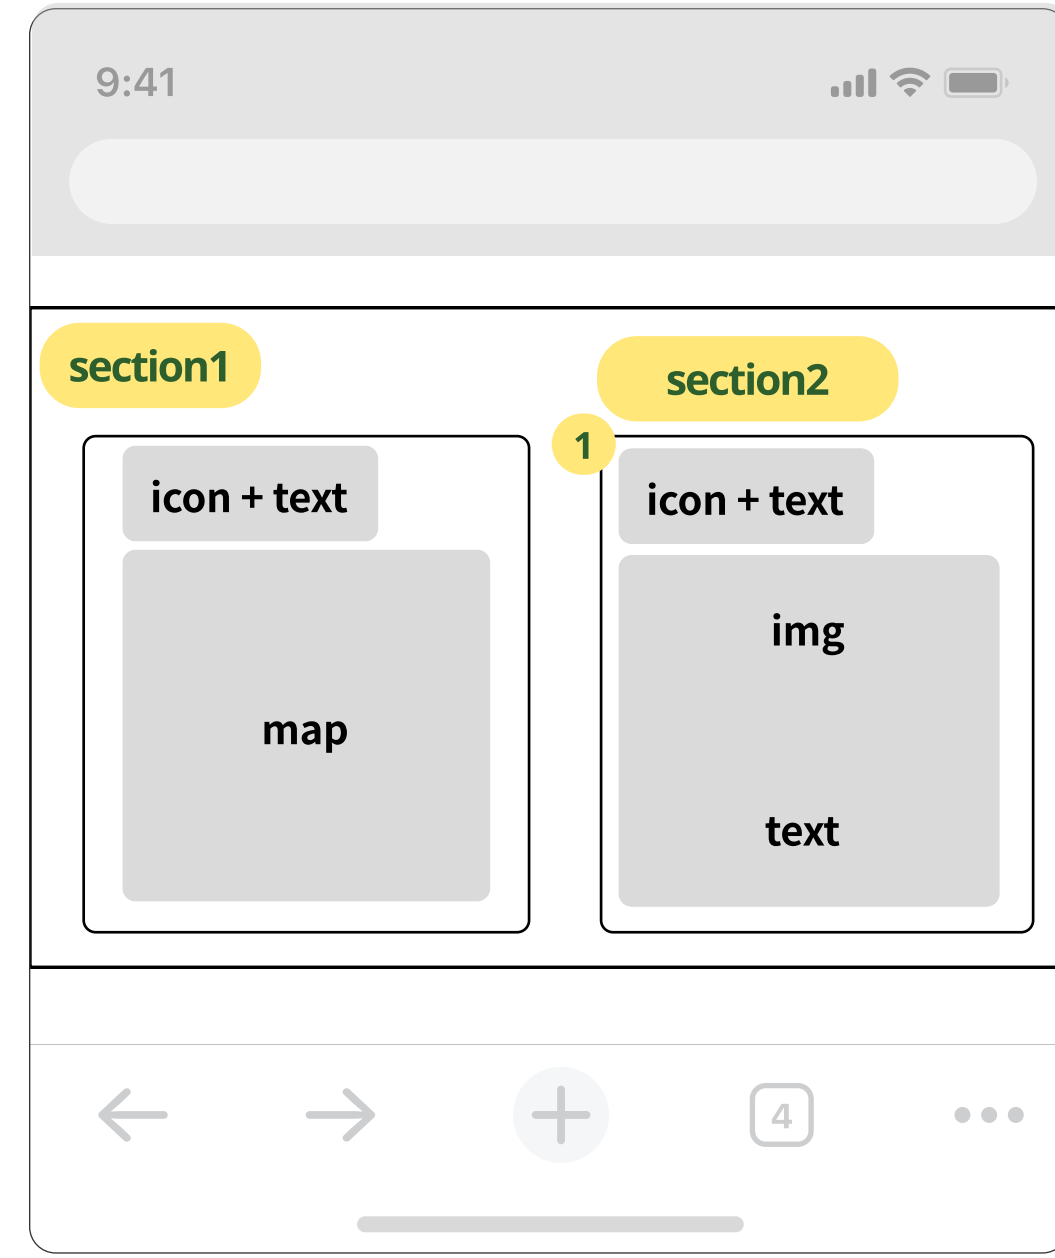 9:41
section1
section2
1
icon + text
icon + text
map
img
text
4